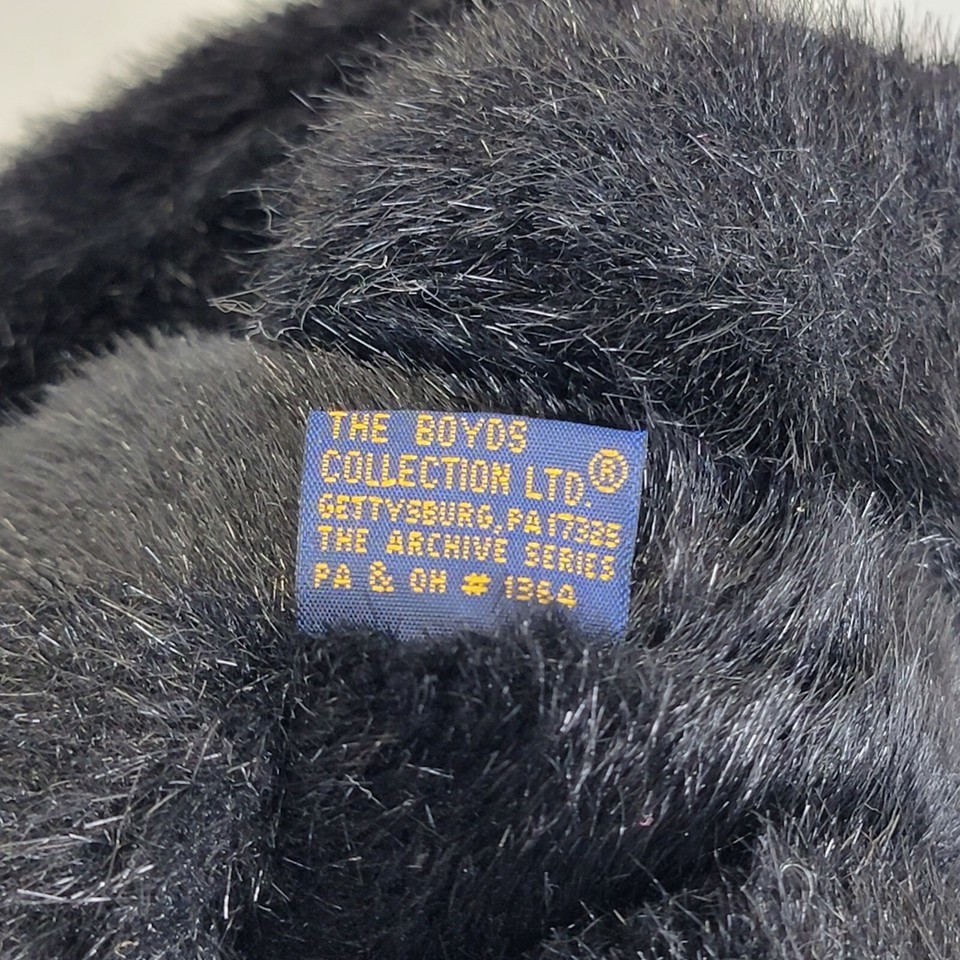 THE BOYDS
COLLECTION LTD.®
GETTYSBURG, PA 17325
THE ARCHIVE SERIES
PA & OH # 1364